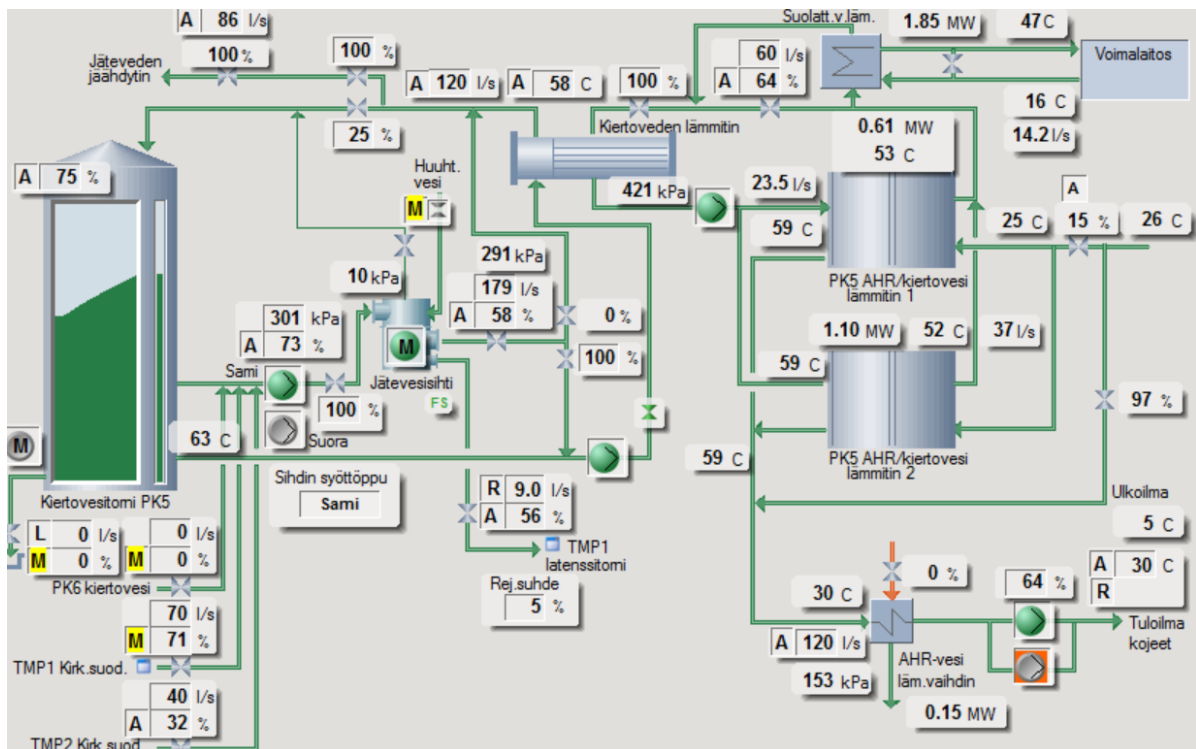 A 86 l/s
100 %
Jäteveden
jäähdytin
100 %
A 120 l/s
A 58 C
25 %
60 l/s
A 64 %
100 %
Kiertoveden lämmitin
Suolatt.v.läm.
1.85 MW
47 C
Voimalaitos
16 C
14.2 l/s
0.61 MW
53 C
A 75 %
Huuht.
vesi
M
10 kPa
291 kPa
179 l/s
A 58 %
421 kPa
23.5 l/s
59 C
A
25 C
15 %
26 C
PK5 AHR/kiertovesi
lämmitin 1
301 kPa
A 73 %
Sami
100 %
Suora
M
Jätevesisihti
FS
0 %
100 %
1.10 MW
52 C
37 l/s
59 C
97 %
PK5 AHR/kiertovesi
lämmitin 2
M
63 C
Kiertovesitorni PK5
Sihdin syöttöppu
Sami
59 C
Ulkoilma
5 C
R 9.0 l/s
A 56 %
TMP1
latenssitorni
Rej.suhde
5 %
L 0 l/s
M 0 %
0 l/s
M 0 %
PK6 kiertovesi
70 l/s
M 71 %
TMP1 Kirk.suod.
40 l/s
A 32 %
TMP2 Kirk.suod
0 %
30 C
64 %
A 30 C
R
A 120 l/s
153 kPa
AHR-vesi
läm.vaihdin
Tuloilma
kojeet
0.15 MW